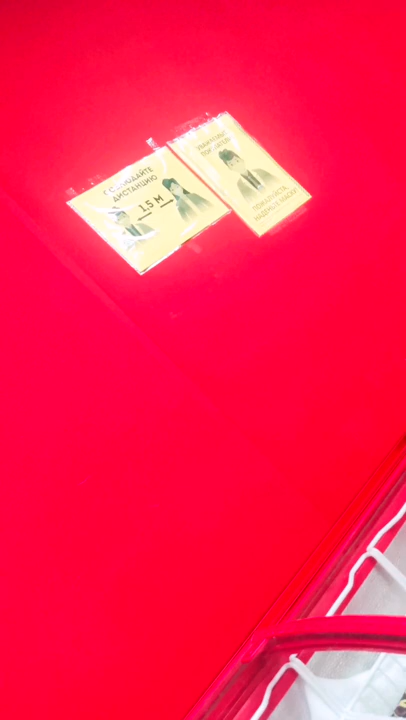 СОБЛЮДАЙТЕ
ДИСТАНЦИЮ
1,5 М
УВАЖАЕМЫЕ
ПОКУПАТЕЛИ
ПОЖАЛУЙСТА,
НАДЕНЬТЕ МАСКУ